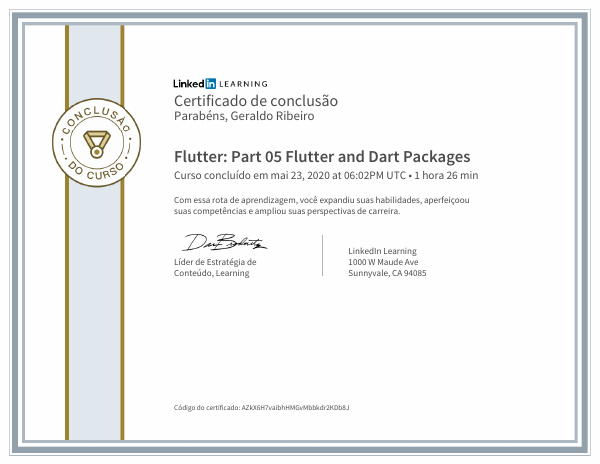 Linked in LEARNING
Certificado de conclusão
Parabéns, Geraldo Ribeiro
CONCLUSÃO
DO CURSO
Flutter: Part 05 Flutter and Dart Packages
Curso concluído em mai 23, 2020 at 06:02PM UTC • 1 hora 26 min
Com essa rota de aprendizagem, você expandiu suas habilidades, aperfeiçoou
suas competências e ampliou suas perspectivas de carreira.
Líder de Estratégia de
Conteúdo, Learning
LinkedIn Learning
1000 W Maude Ave
Sunnyvale, CA 94085
Código do certificado: AZkX6H7vaibhHMGvMbbkdr2KDb8J